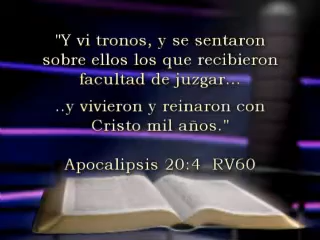 "Y vi tronos, y se sentaron
sobre ellos los que recibieron
facultad de juzgar...
..y vivieron y reinaron con
Cristo mil años."
Apocalipsis 20:4 RV60